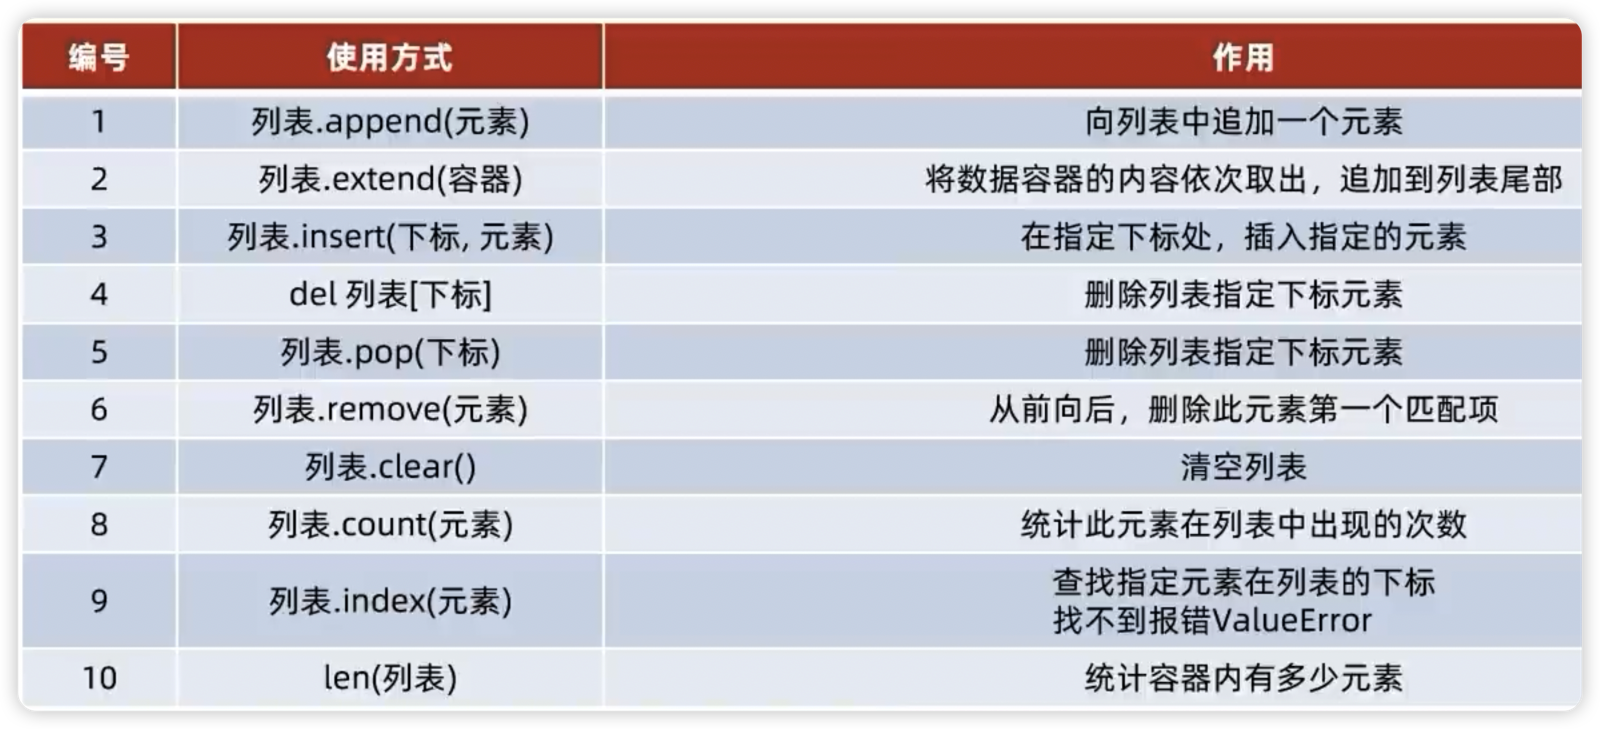 编号 使用方式 作用
1 列表.append(元素) 向列表中追加一个元素
2 列表.extend(容器) 将数据容器的内容依次取出，追加到列表尾部
3 列表.insert(下标, 元素) 在指定下标处，插入指定的元素
4 del 列表[下标] 删除列表指定下标元素
5 列表.pop(下标) 删除列表指定下标元素
6 列表.remove(元素) 从前向后，删除此元素第一个匹配项
7 列表.clear() 清空列表
8 列表.count(元素) 统计此元素在列表中出现的次数
9 列表.index(元素) 查找指定元素在列表的下标
找不到报错ValueError
10 len(列表) 统计容器内有多少元素